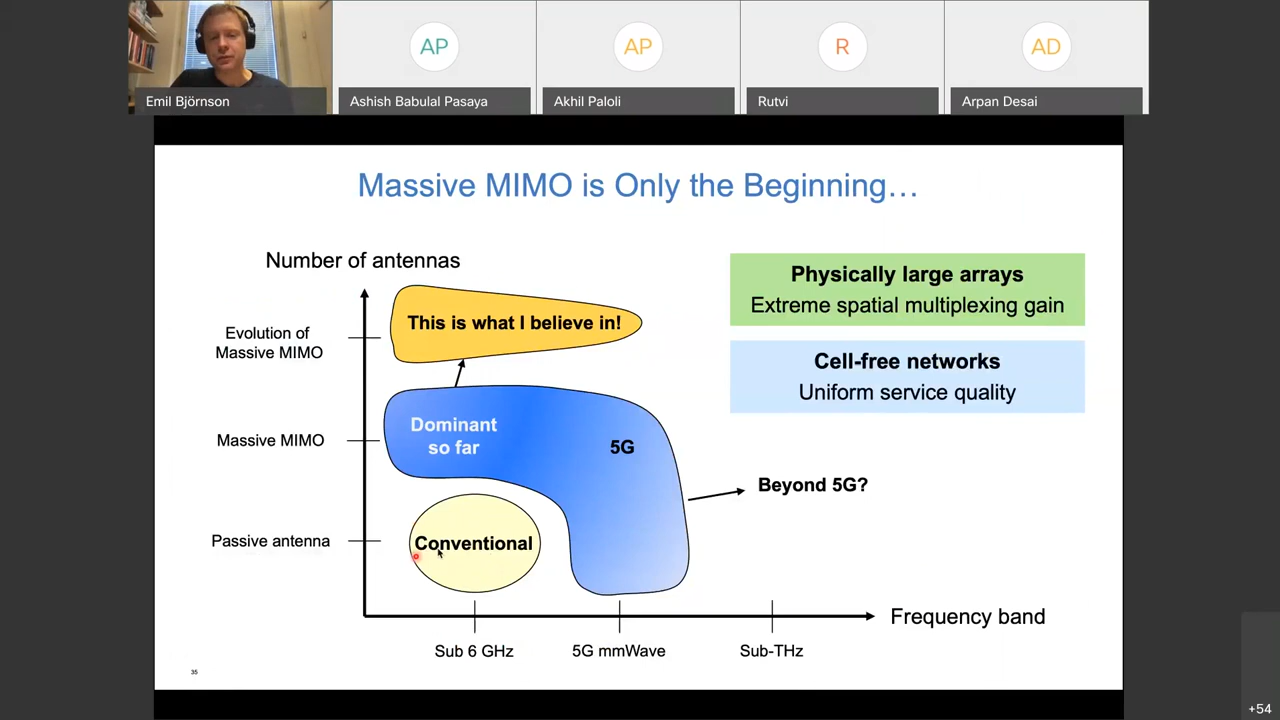 AP
AP
R
AD
Emil Björnson
Ashish Babulal Pasaya
Akhil Paloli
Rutvi
Arpan Desai
Massive MIMO is Only the Beginning…
Number of antennas
Evolution of
Massive MIMO
Massive MIMO
Passive antenna
This is what I believe in!
Dominant
so far
5G
Conventional
Beyond 5G?
Physically large arrays
Extreme spatial multiplexing gain
Cell-free networks
Uniform service quality
Frequency band
Sub 6 GHz
5G mmWave
Sub-THz
35
+54